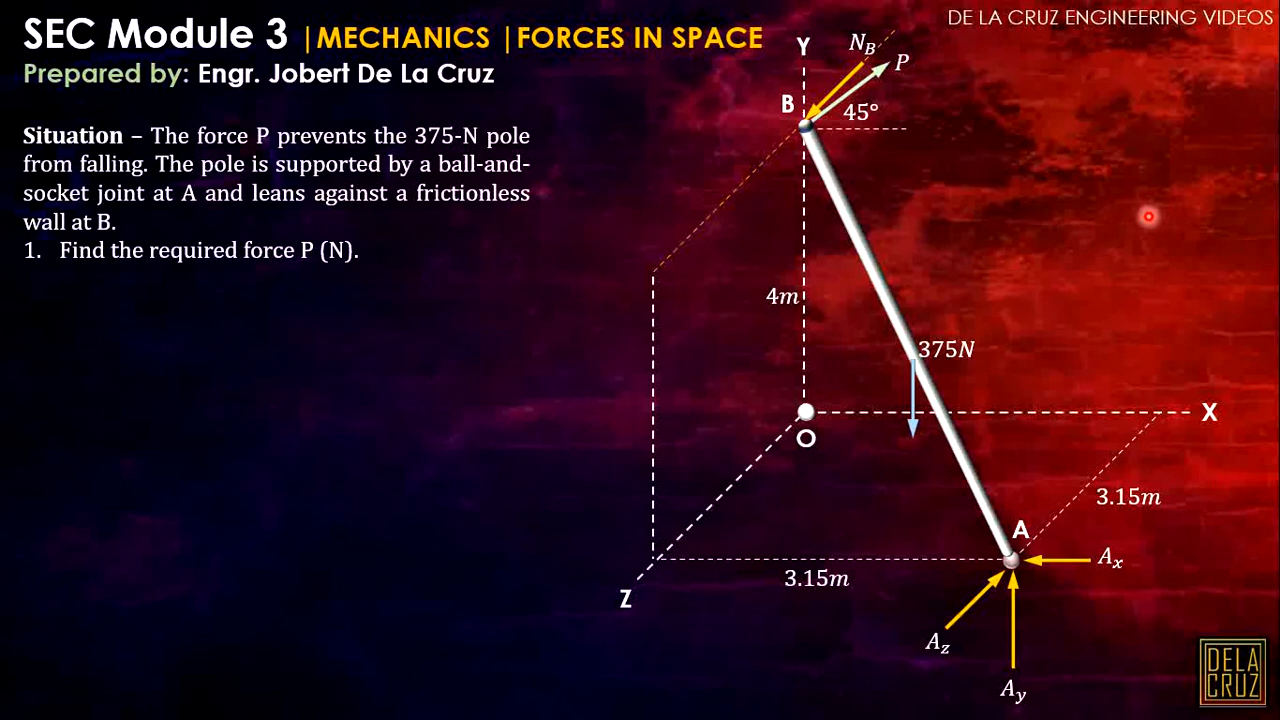 SEC Module 3 |MECHANICS |FORCES IN SPACE
DE LA CRUZ ENGINEERING VIDEOS
Prepared by: Engr. Jobert De La Cruz
Situation – The force P prevents the 375-N pole
from falling. The pole is supported by a ball-and-
socket joint at A and leans against a frictionless
wall at B.
1. Find the required force P (N).
Y
N_B
P
B
45°
4m
375N
X
O
3.15m
A
A_x
3.15m
Z
A_z
A_y
DELA
CRUZ